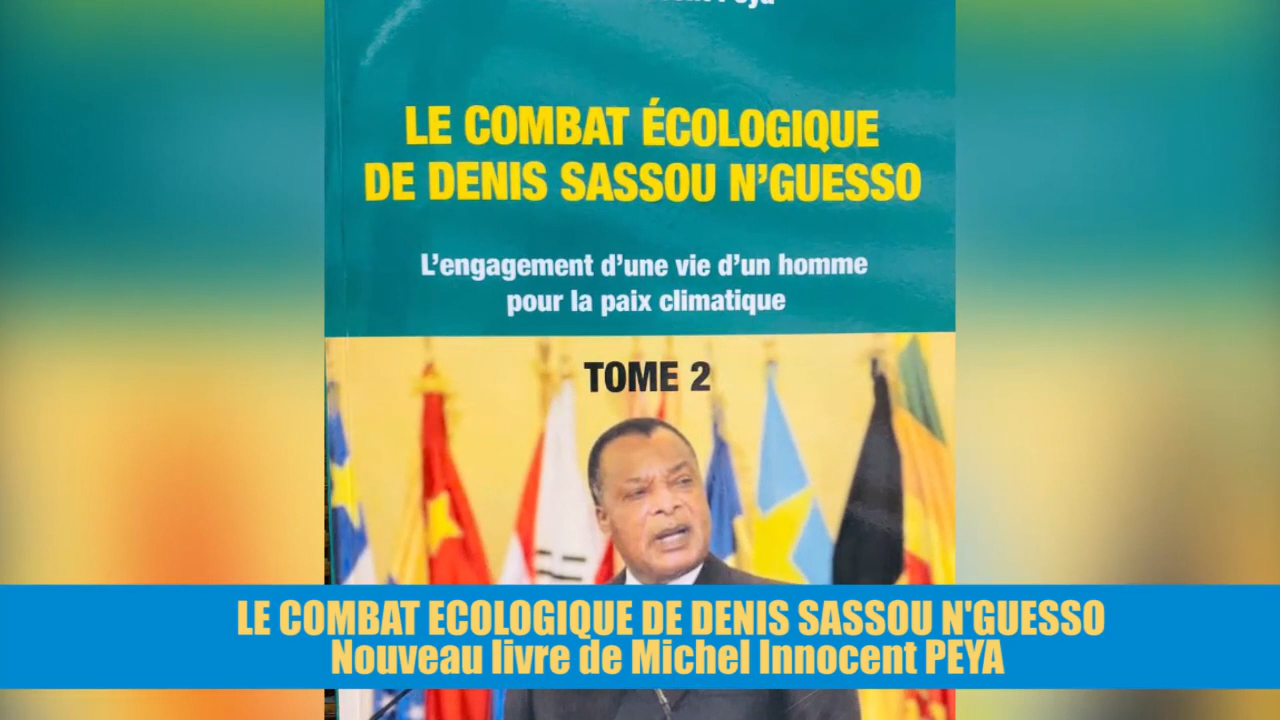 LE COMBAT ÉCOLOGIQUE
DE DENIS SASSOU N'GUESSO
L'engagement d'une vie d'un homme
pour la paix climatique
TOME 2
LE COMBAT ECOLOGIQUE DE DENIS SASSOU N'GUESSO
Nouveau livre de Michel Innocent PEYA